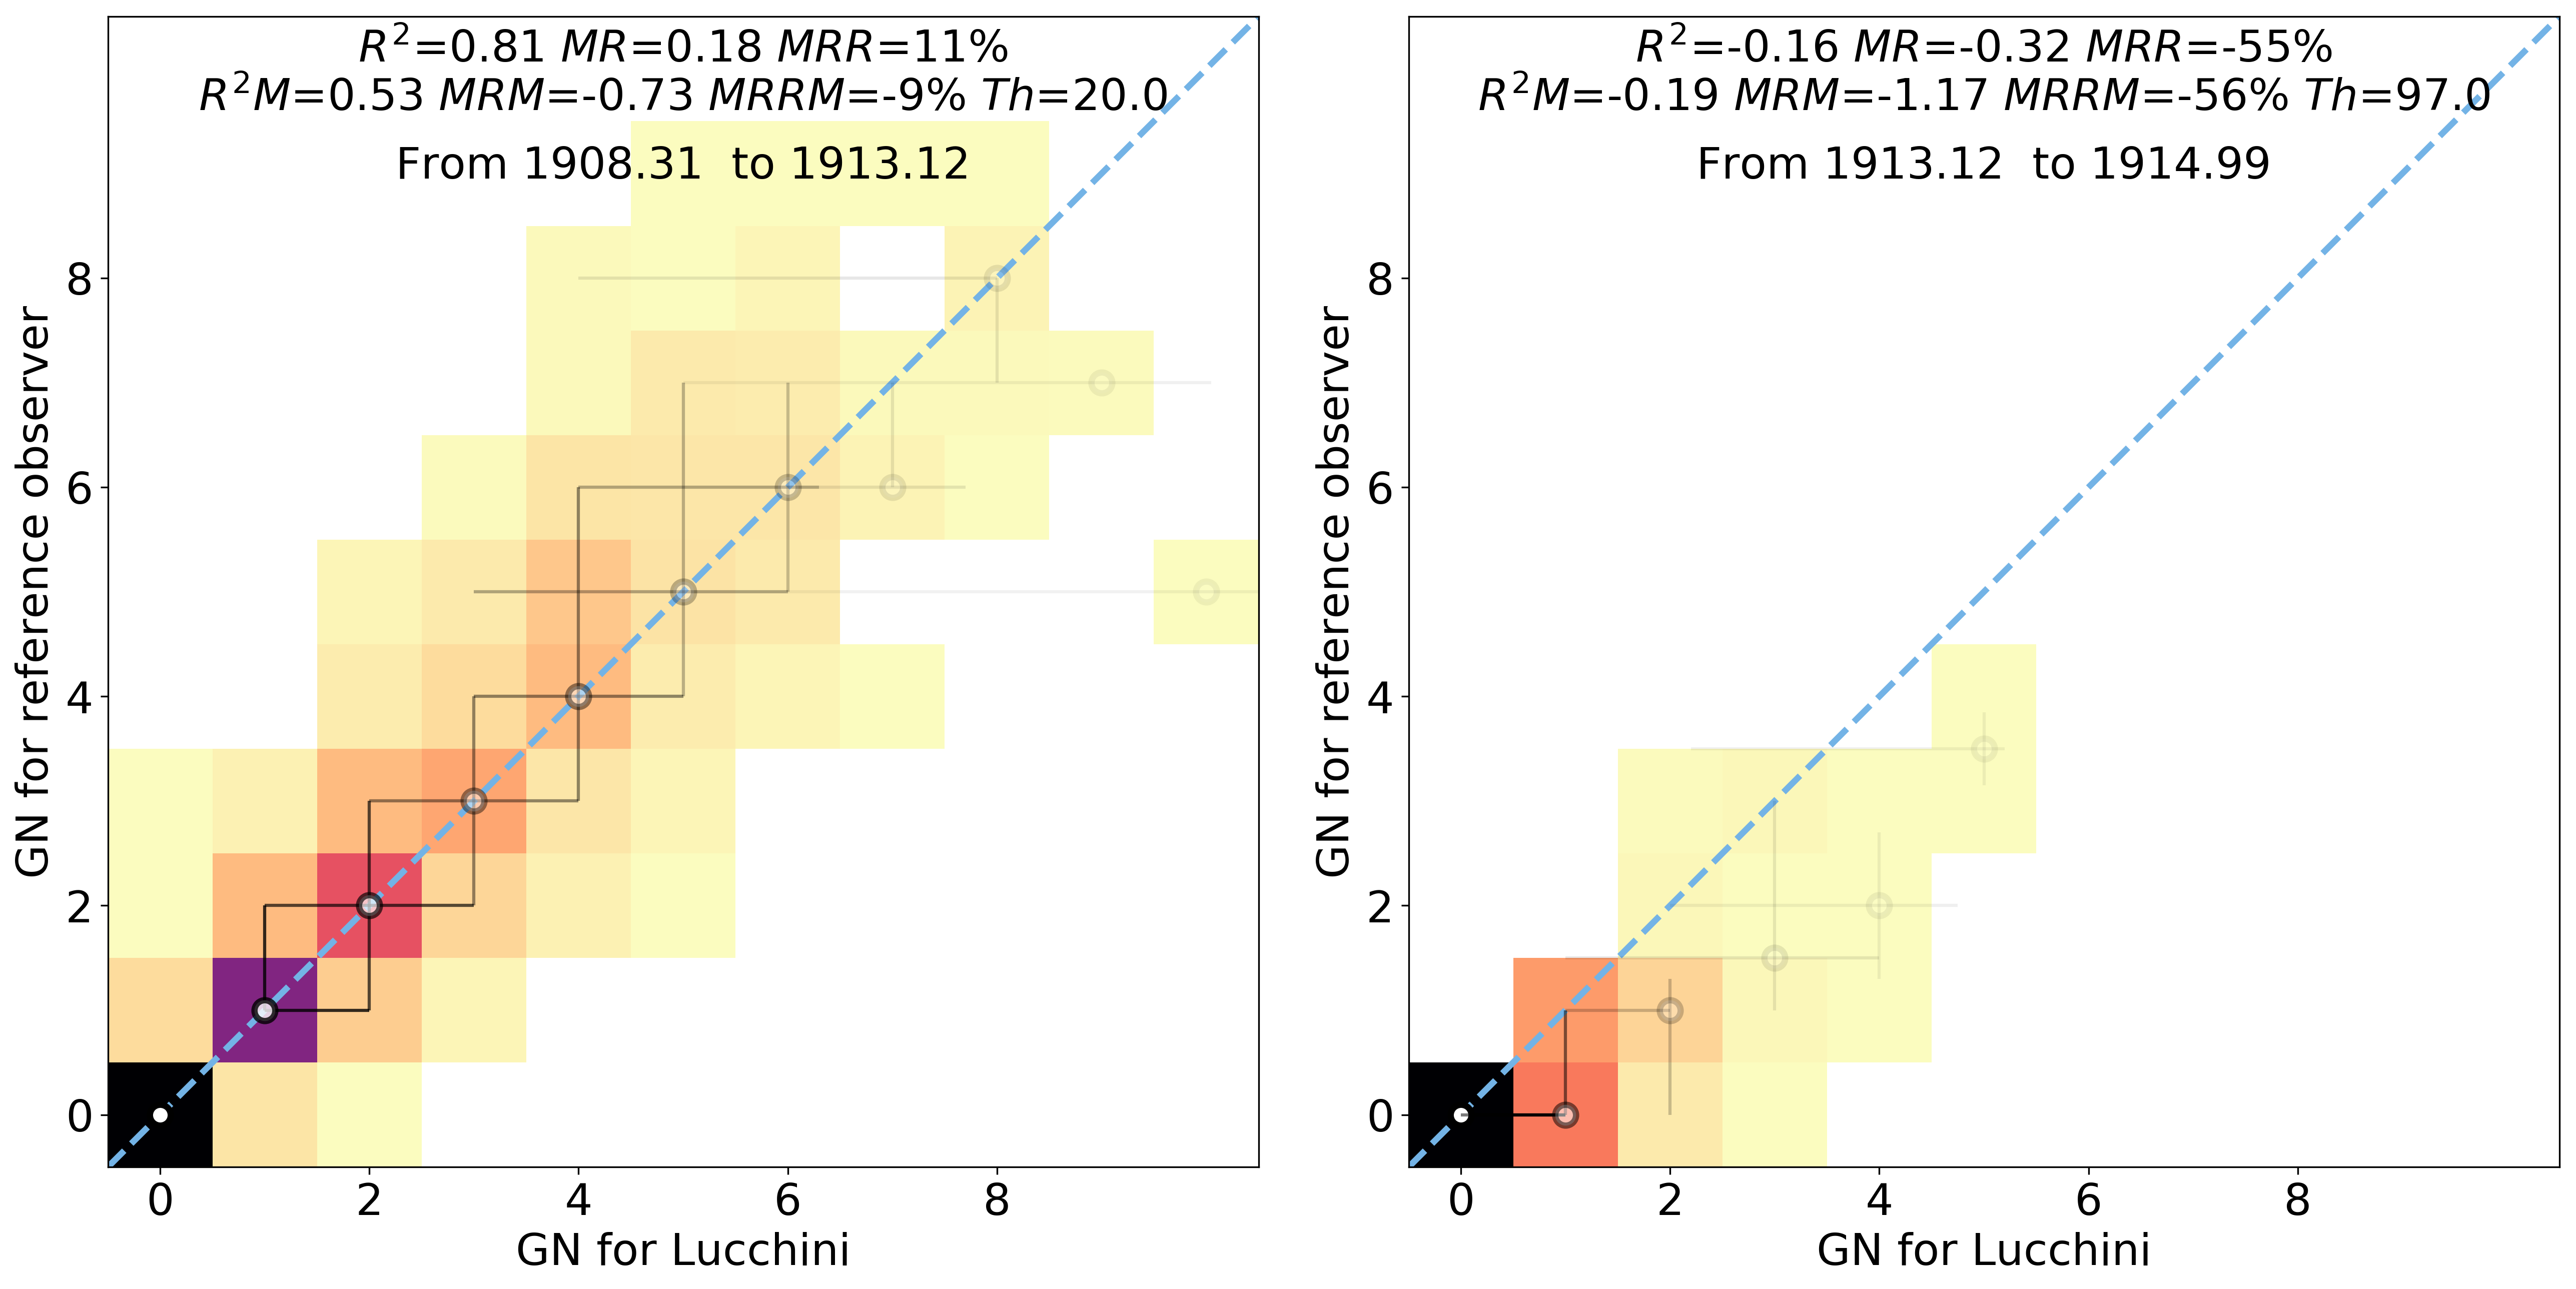 R²=0.81 MR=0.18 MRR=11%
R²M=0.53 MRM=-0.73 MRRM=-9% Th=20.0
From 1908.31 to 1913.12
GN for reference observer
8
6
4
2
0
0 2 4 6 8
GN for Lucchini
R²=-0.16 MR=-0.32 MRR=-55%
R²M=-0.19 MRM=-1.17 MRRM=-56% Th=97.0
From 1913.12 to 1914.99
GN for reference observer
8
6
4
2
0
0 2 4 6 8
GN for Lucchini